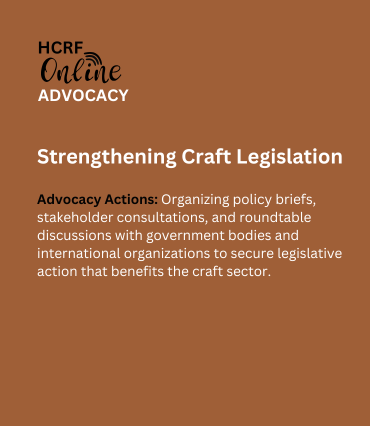 HCRF
Online
ADVOCACY
Strengthening Craft Legislation
Advocacy Actions: Organizing policy briefs,
stakeholder consultations, and roundtable
discussions with government bodies and
international organizations to secure legislative
action that benefits the craft sector.